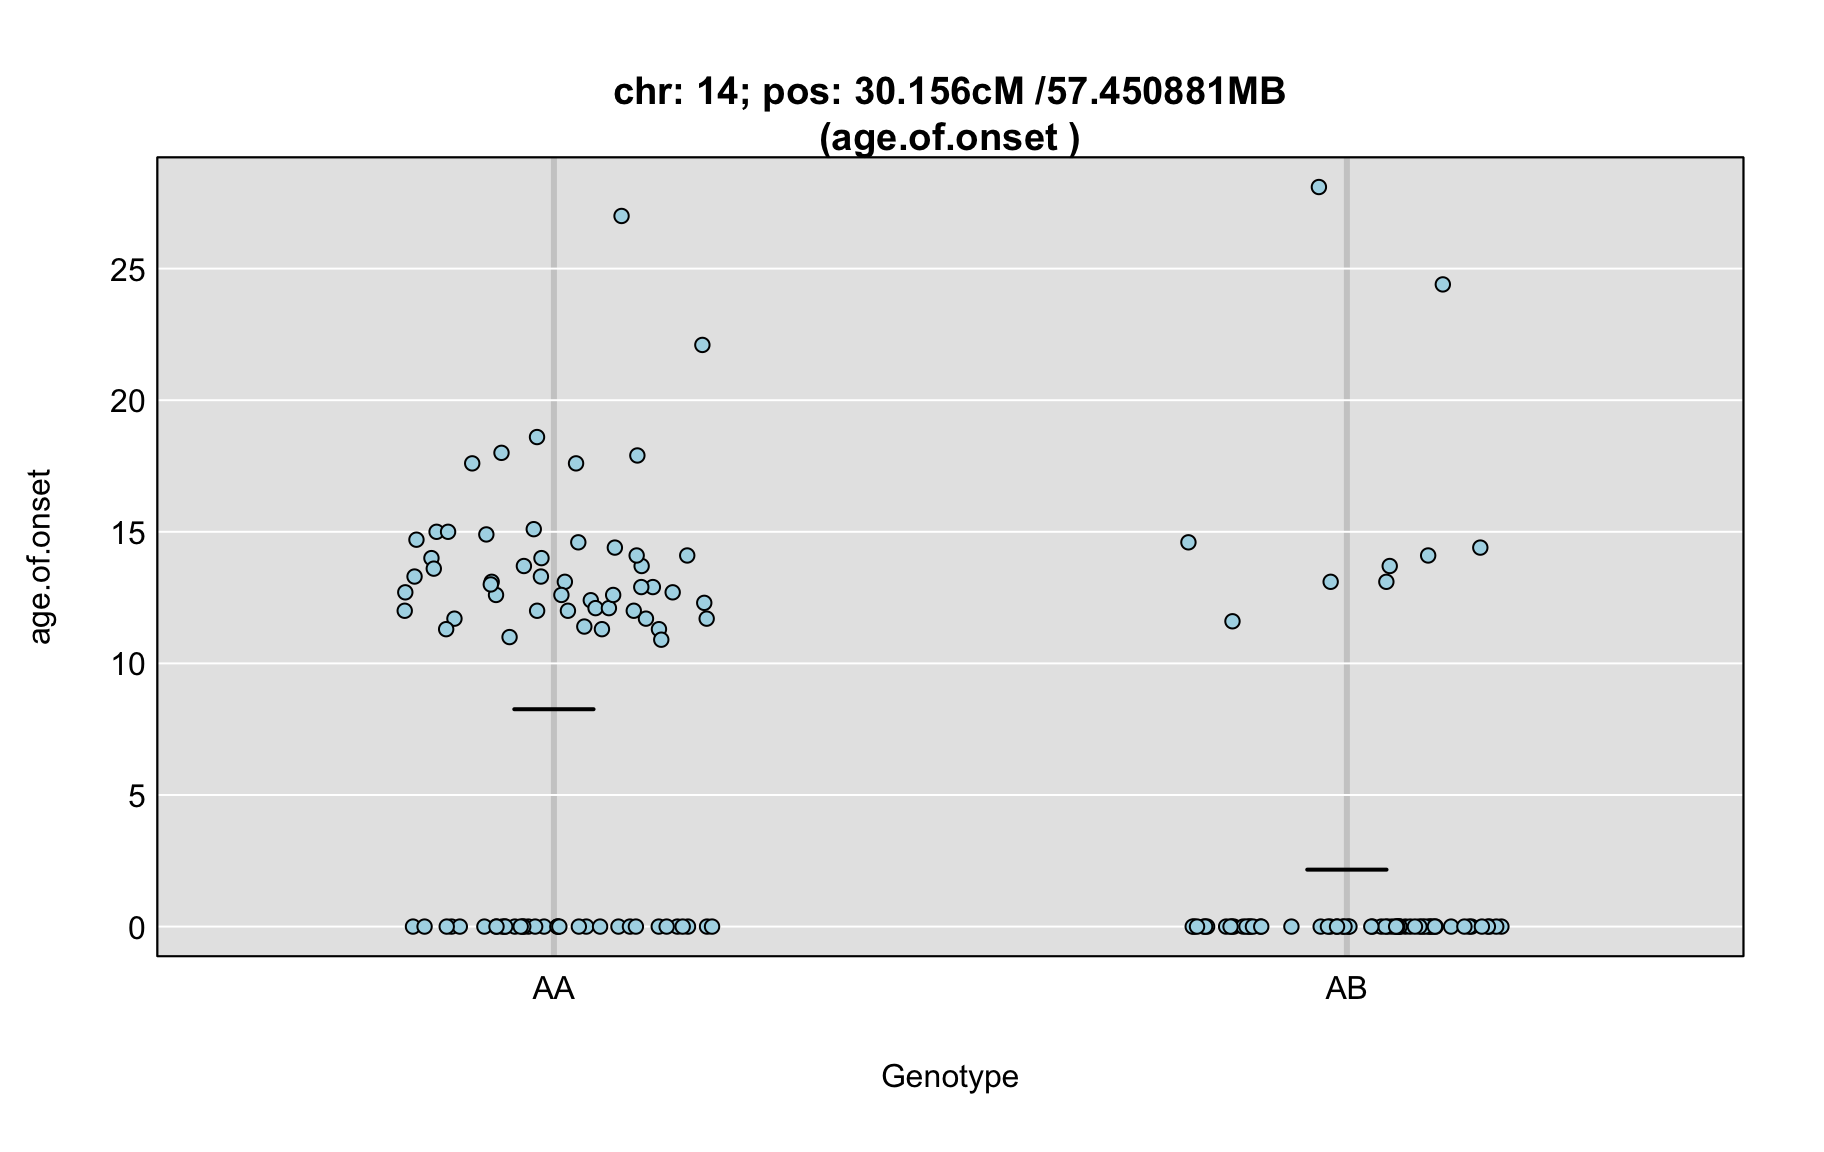 chr: 14; pos: 30.156cM /57.450881MB
(age.of.onset )
age.of.onset
25
20
15
10
5
0
AA
AB
Genotype